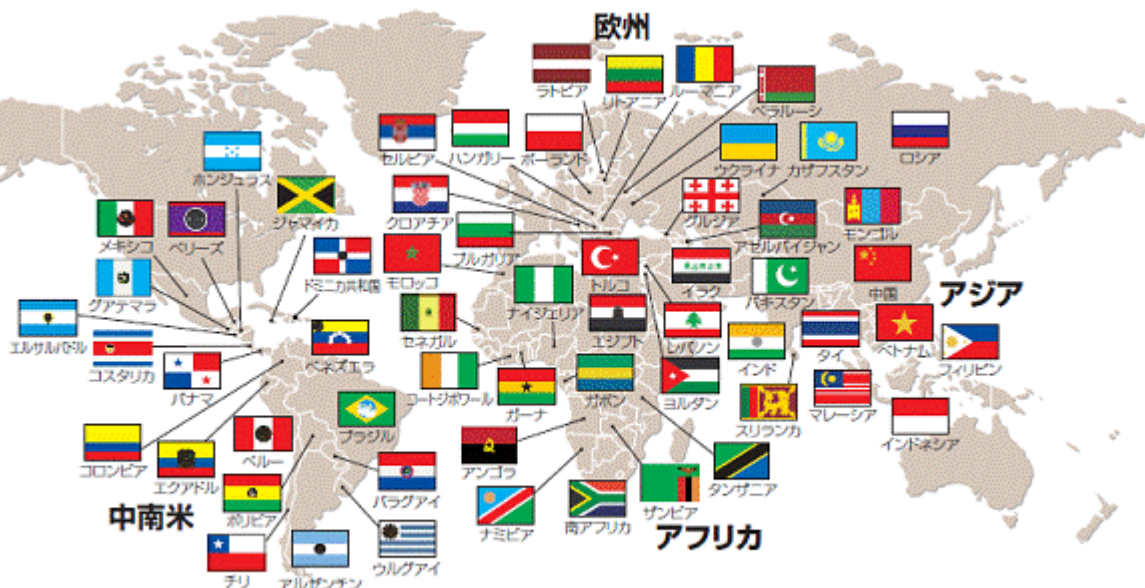 欧州
ラトビア
リトアニア
ルーマニア
ベラルーシ
セルビア
ハンガリー
ポーランド
ウクライナ
カザフスタン
ロシア
ホンジュラス
ジャマイカ
クロアチア
グルジア
アゼルバイジャン
モンゴル
メキシコ
ベリーズ
ドミニカ共和国
モロッコ
ブルガリア
トルコ
イラク
パキスタン
中国
アジア
グアテマラ
エルサルバドル
コスタリカ
パナマ
ベネズエラ
セネガル
ナイジェリア
エジプト
レバノン
インド
タイ
ベトナム
フィリピン
コートジボワール
ガーナ
ガボン
ヨルダン
スリランカ
マレーシア
インドネシア
コロンビア
エクアドル
ペルー
ブラジル
アンゴラ
タンザニア
中南米
ボリビア
パラグアイ
ナミビア
南アフリカ
ザンビア
アフリカ
チリ
アルゼンチン
ウルグアイ